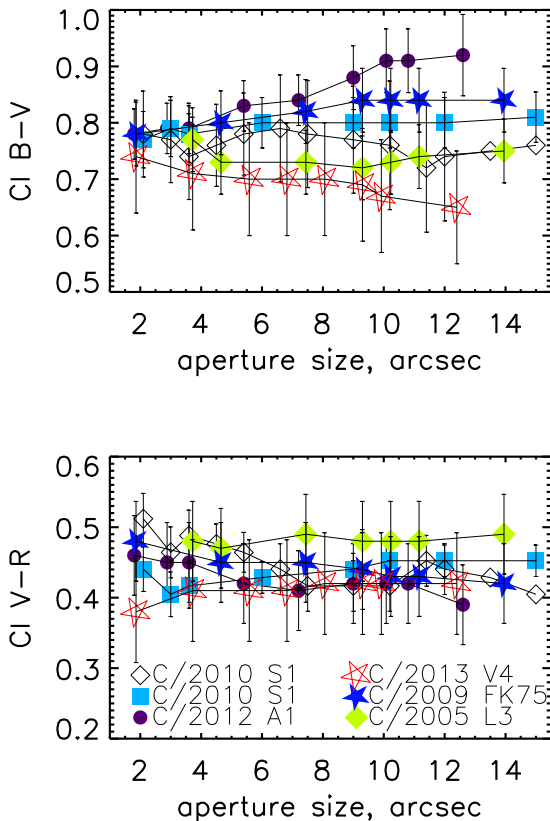 1.0
0.9
0.8
0.7
0.6
0.5
CI B-V
2 4 6 8 10 12 14
aperture size, arcsec
0.6
0.5
0.4
0.3
0.2
CI V-R
C/2010 S1
C/2013 V4
C/2010 S1
C/2009 FK75
C/2012 A1
C/2005 L3
2 4 6 8 10 12 14
aperture size, arcsec